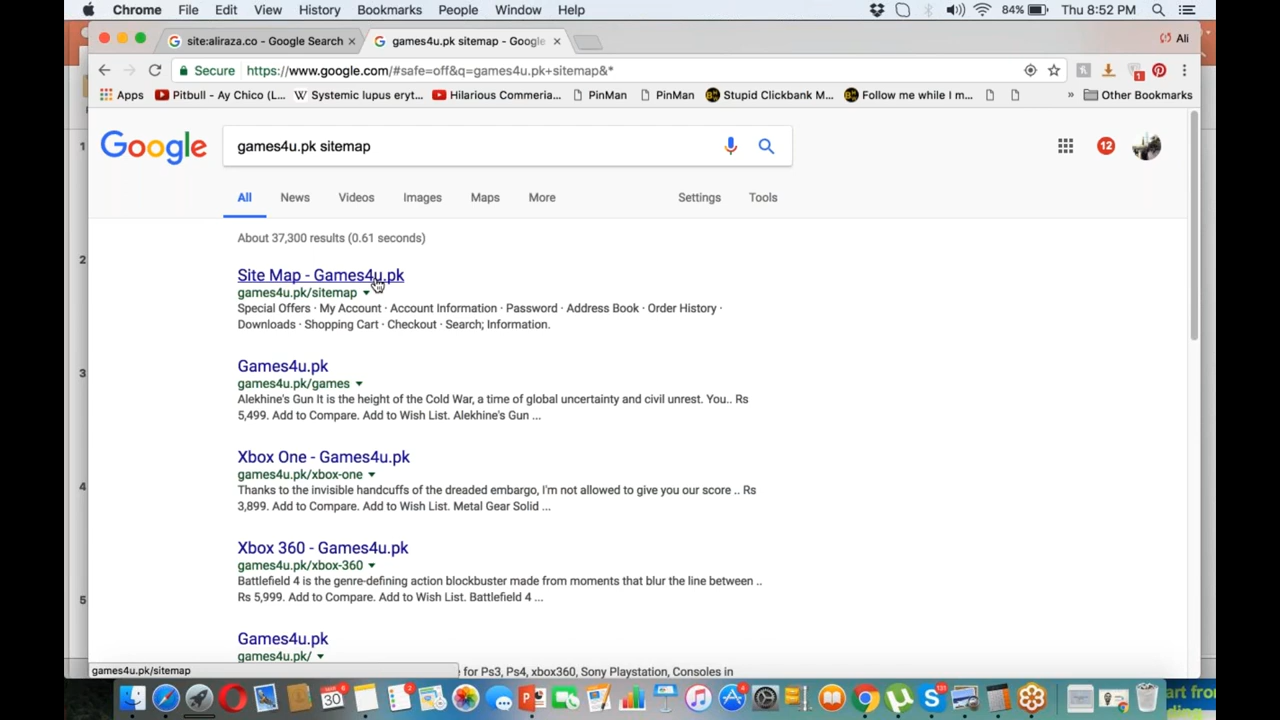 Chrome File Edit View History Bookmarks People Window Help 84% Thu 8:52 PM
site:aliraza.co - Google Search games4u.pk sitemap - Google Ali
Secure https://www.google.com/#safe=off&q=games4u.pk+sitemap&*
Apps Pitbull - Ay Chico (L... Systemic lupus eryt... Hilarious Commeria... PinMan PinMan Stupid Clickbank M... Follow me while I m... » Other Bookmarks
Google games4u.pk sitemap 12
All News Videos Images Maps More Settings Tools
About 37,300 results (0.61 seconds)
Site Map - Games4u.pk
games4u.pk/sitemap
Special Offers · My Account · Account Information · Password · Address Book · Order History ·
Downloads · Shopping Cart · Checkout · Search; Information.
Games4u.pk
games4u.pk/games
Alekhine's Gun It is the height of the Cold War, a time of global uncertainty and civil unrest. You.. Rs
5,499. Add to Compare. Add to Wish List. Alekhine's Gun ...
Xbox One - Games4u.pk
games4u.pk/xbox-one
Thanks to the invisible handcuffs of the dreaded embargo, I'm not allowed to give you our score .. Rs
3,899. Add to Compare. Add to Wish List. Metal Gear Solid ...
Xbox 360 - Games4u.pk
games4u.pk/xbox-360
Battlefield 4 is the genre-defining action blockbuster made from moments that blur the line between ..
Rs 5,999. Add to Compare. Add to Wish List. Battlefield 4 ...
Games4u.pk
games4u.pk/
for Ps3, Ps4, xbox360, Sony Playstation, Consoles in
games4u.pk/sitemap
1
2
3
4
5
30
art from
ding